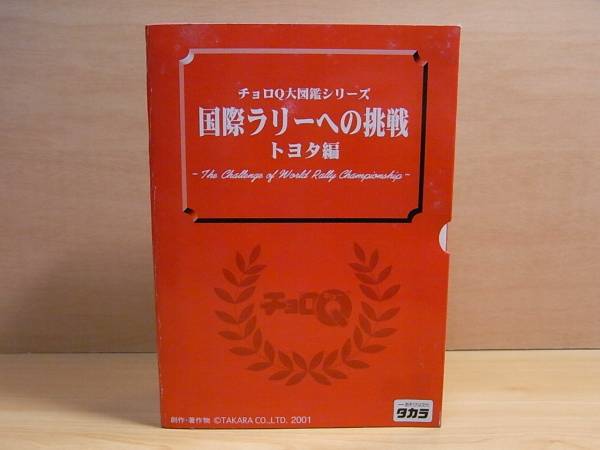 チョロQ大図鑑シリーズ
国際ラリーへの挑戦
トヨタ編
- The Challenge of World Rally Championship -
チョロQ
創作・著作物 ©TAKARA CO.,LTD. 2001
タカラ